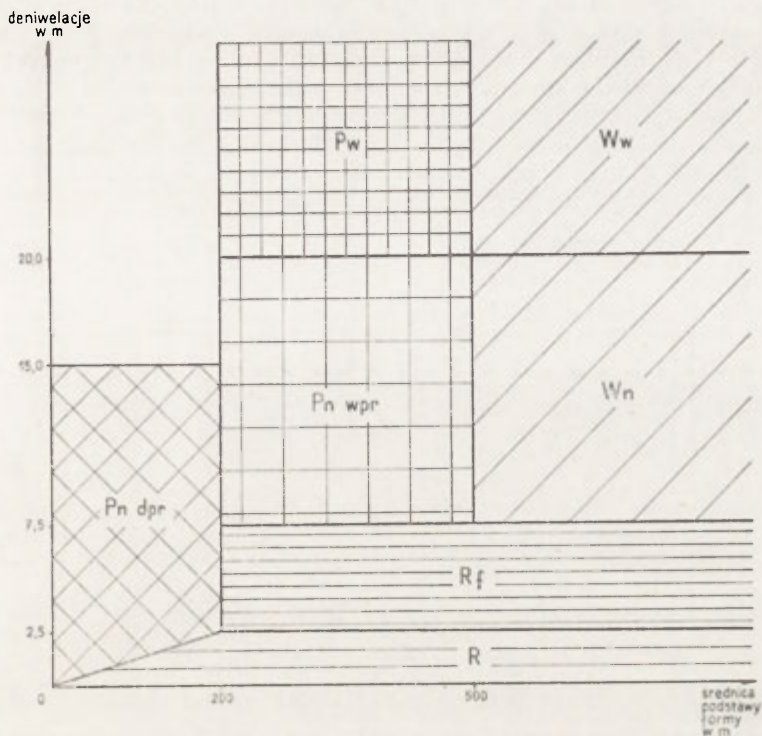 deniwelacje
w m
Pw
Ww
20,0
15,0
Pn wpr
Wn
Pn dpr
7,5
Rf
2,5
R
0
200
500
średnica
podstawy
formy
w m